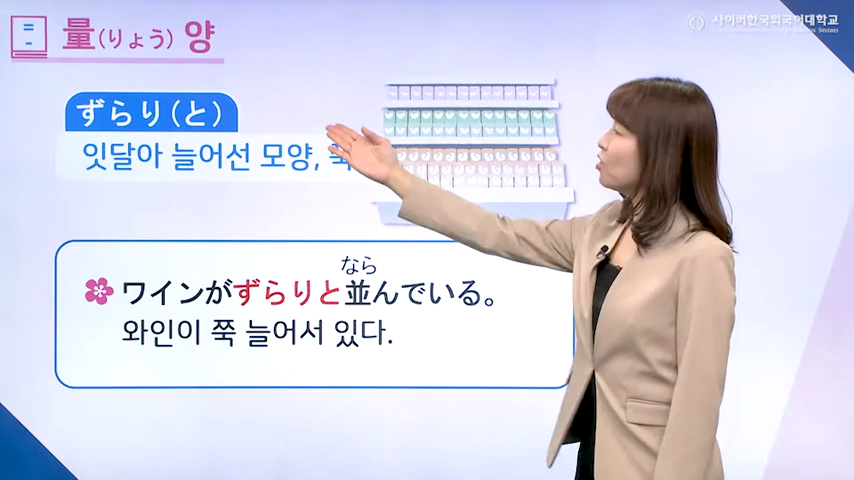 量(りょう) 양
사이버한국외국어대학교
ずらり(と)
잇달아 늘어선 모양,
なら
ワインがずらりと並んでいる。
와인이 쭉 늘어서 있다.